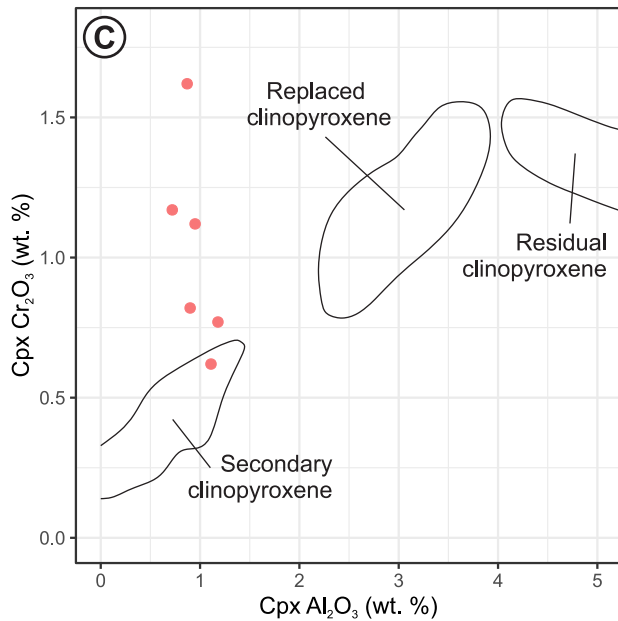 C
Replaced
clinopyroxene
Residual
clinopyroxene
Secondary
clinopyroxene
Cpx Cr₂O₃ (wt. %)
1.5
1.0
0.5
0.0
0
1
2
3
4
5
Cpx Al₂O₃ (wt. %)